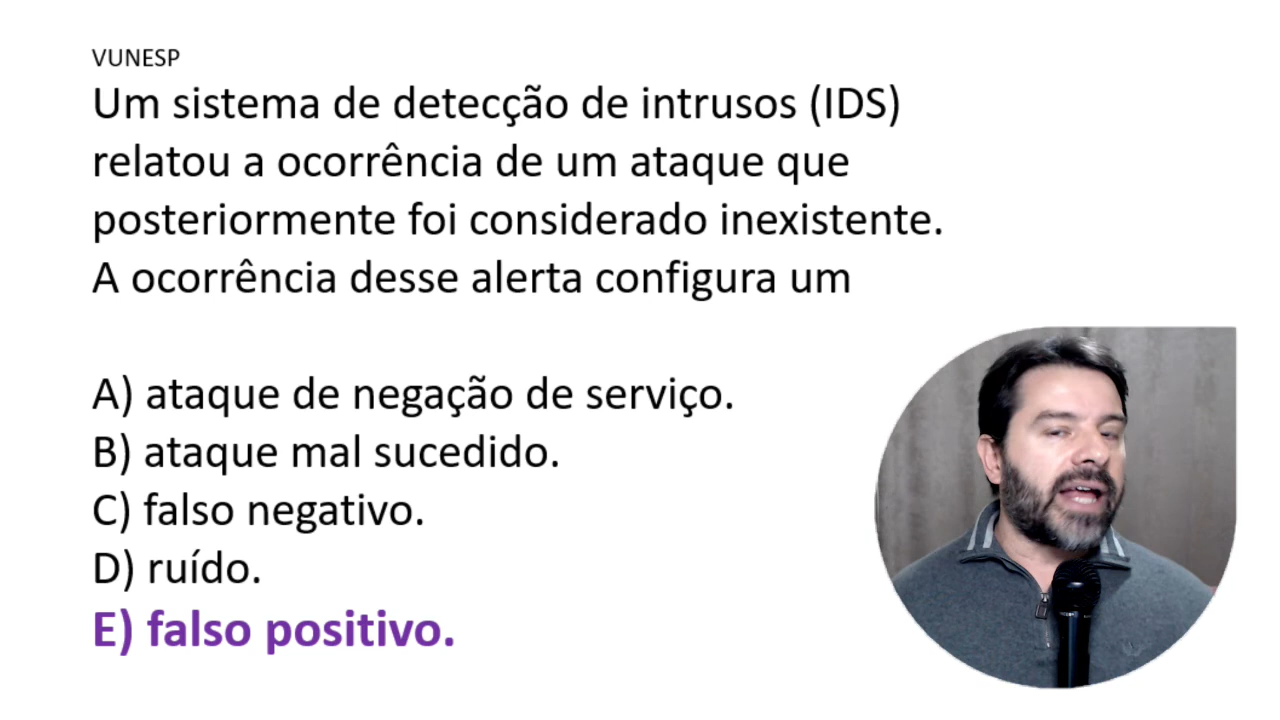 VUNESP
Um sistema de detecção de intrusos (IDS)
relatou a ocorrência de um ataque que
posteriormente foi considerado inexistente.
A ocorrência desse alerta configura um
A) ataque de negação de serviço.
B) ataque mal sucedido.
C) falso negativo.
D) ruído.
E) falso positivo.